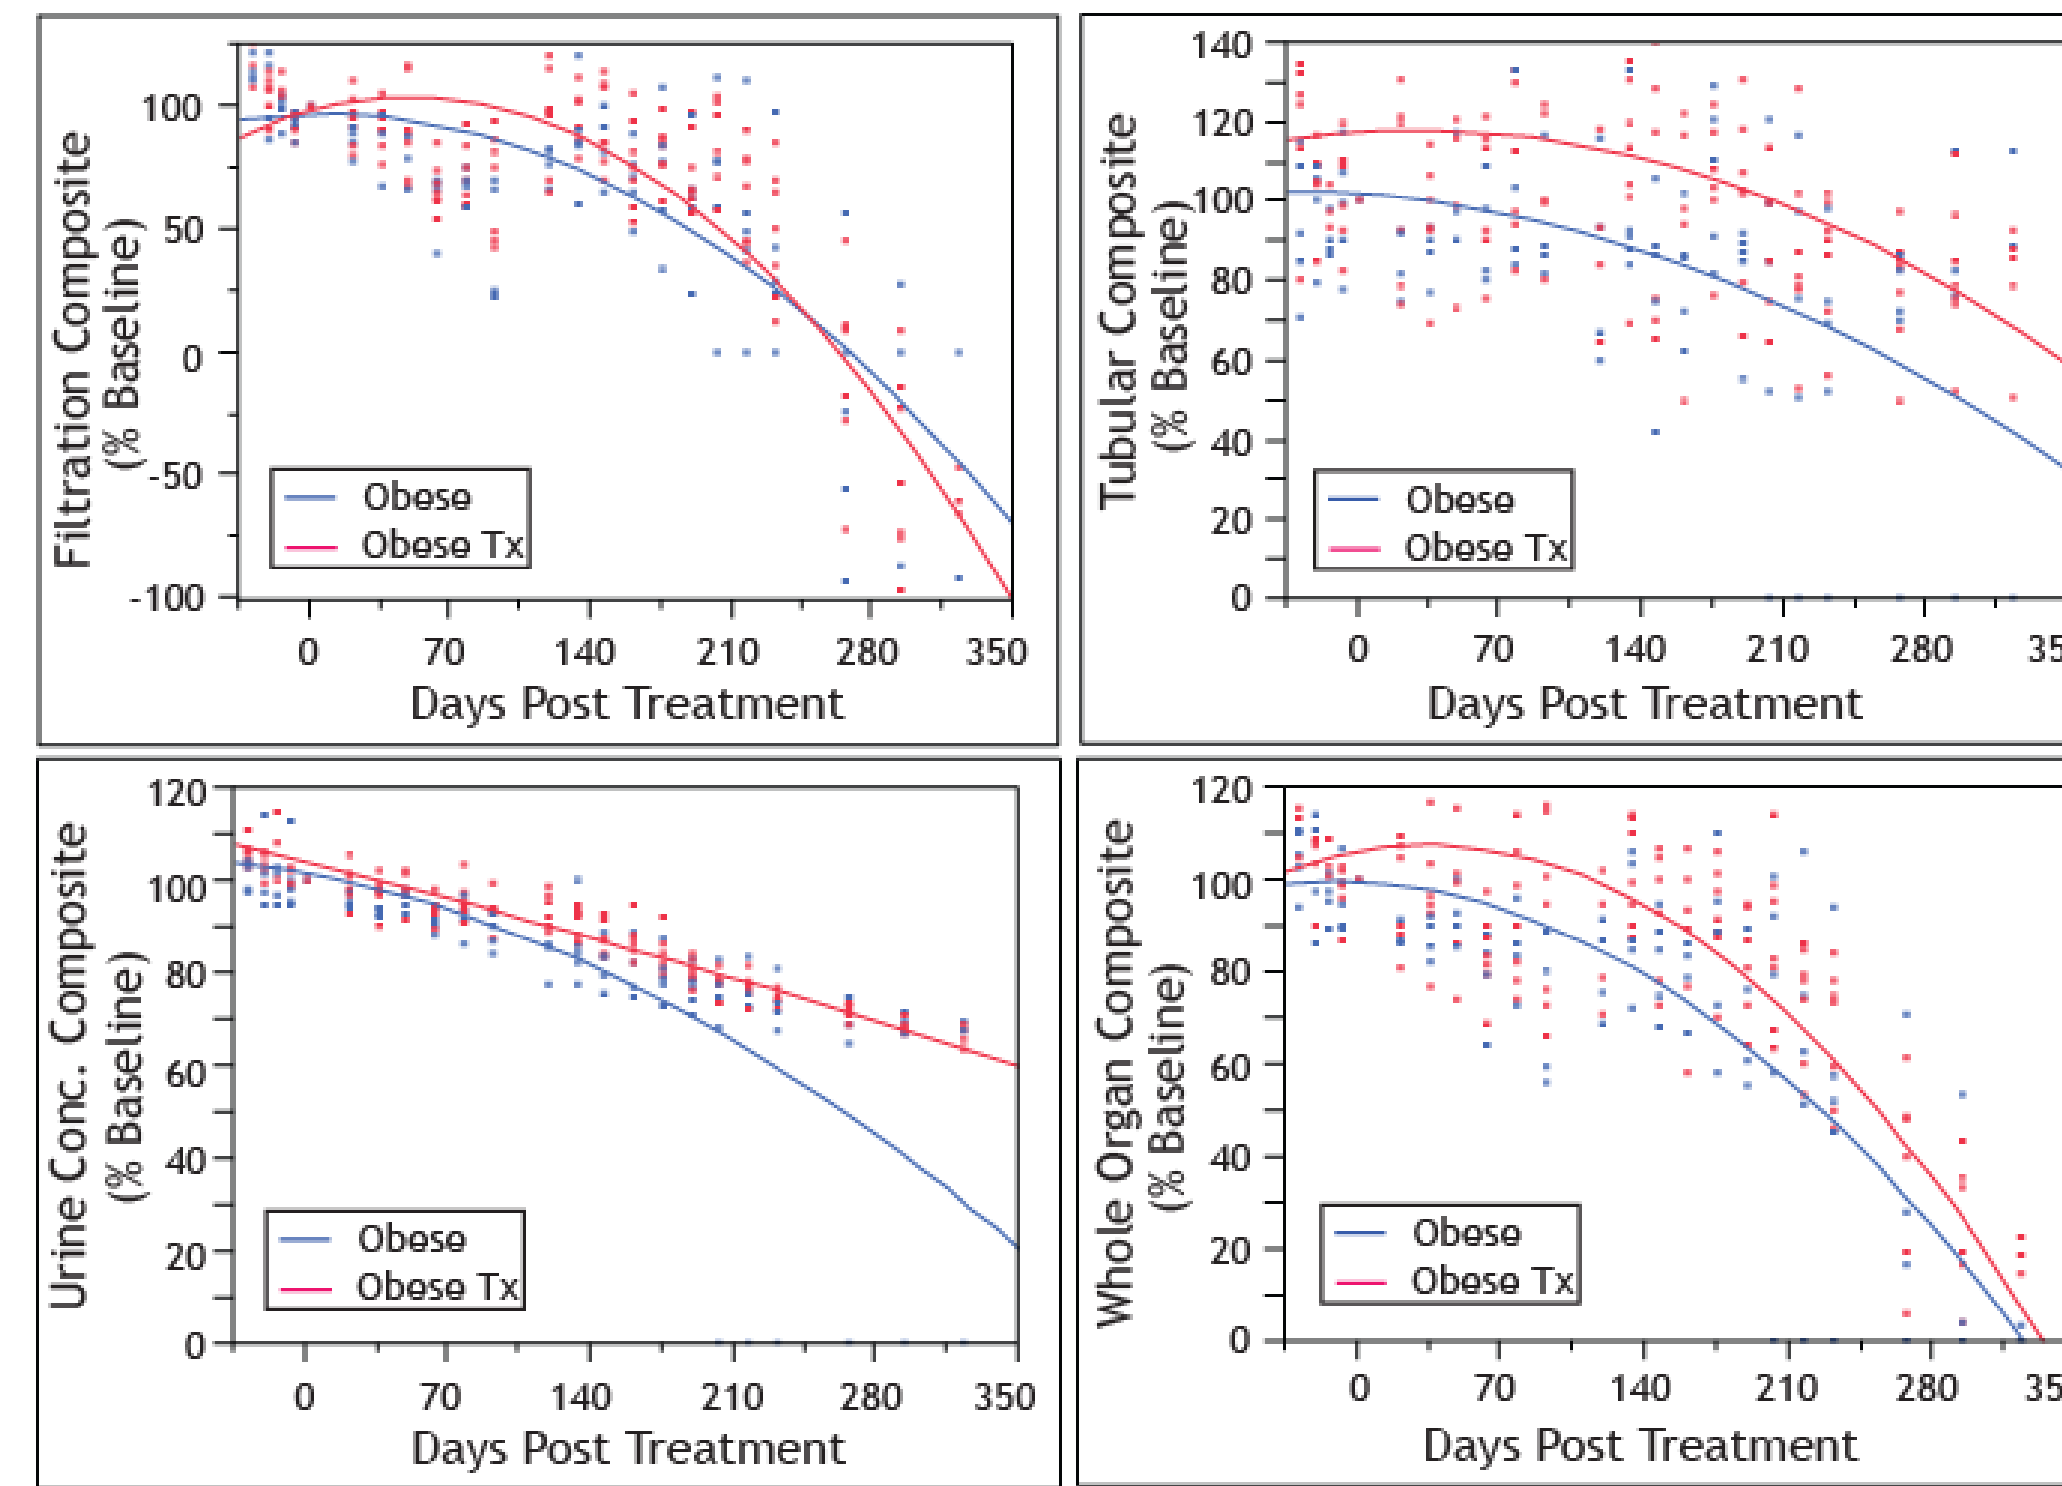 Filtration Composite
(% Baseline)
100
50
0
-50
-100
Obese
Obese Tx
0 70 140 210 280 350
Days Post Treatment
Tubular Composite
(% Baseline)
140
120
100
80
60
40
20
0
Obese
Obese Tx
0 70 140 210 280 35
Days Post Treatment
Urine Conc. Composite
(% Baseline)
120
100
80
60
40
20
0
Obese
Obese Tx
0 70 140 210 280 350
Days Post Treatment
Whole Organ Composite
(% Baseline)
120
100
80
60
40
20
0
Obese
Obese Tx
0 70 140 210 280 35
Days Post Treatment